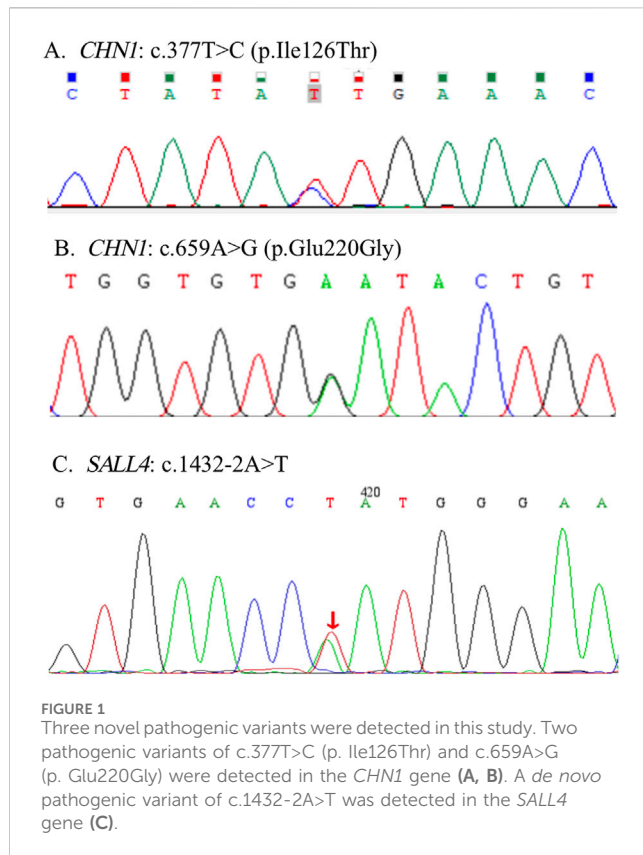 A. CHN1: c.377T>C (p.Ile126Thr)
C T A T A T T G A A A C
B. CHN1: c.659A>G (p.Glu220Gly)
T G G T G T G A A T A C T G T
C. SALL4: c.1432-2A>T
420
G T G A A C C T A T G G G A A
FIGURE 1
Three novel pathogenic variants were detected in this study. Two
pathogenic variants of c.377T>C (p. Ile126Thr) and c.659A>G
(p. Glu220Gly) were detected in the CHN1 gene (A, B). A de novo
pathogenic variant of c.1432-2A>T was detected in the SALL4
gene (C).